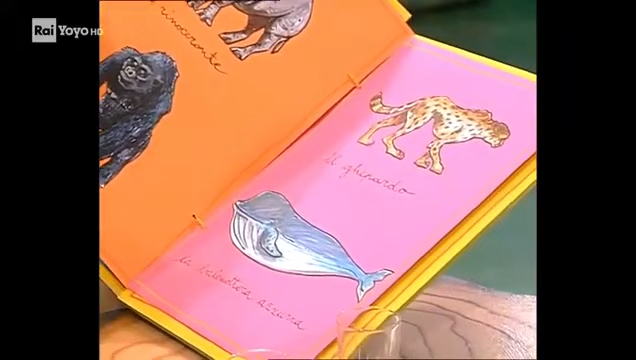 Rai Yoyo HD
rinoceronte
il ghepardo
la balenottera azzurra